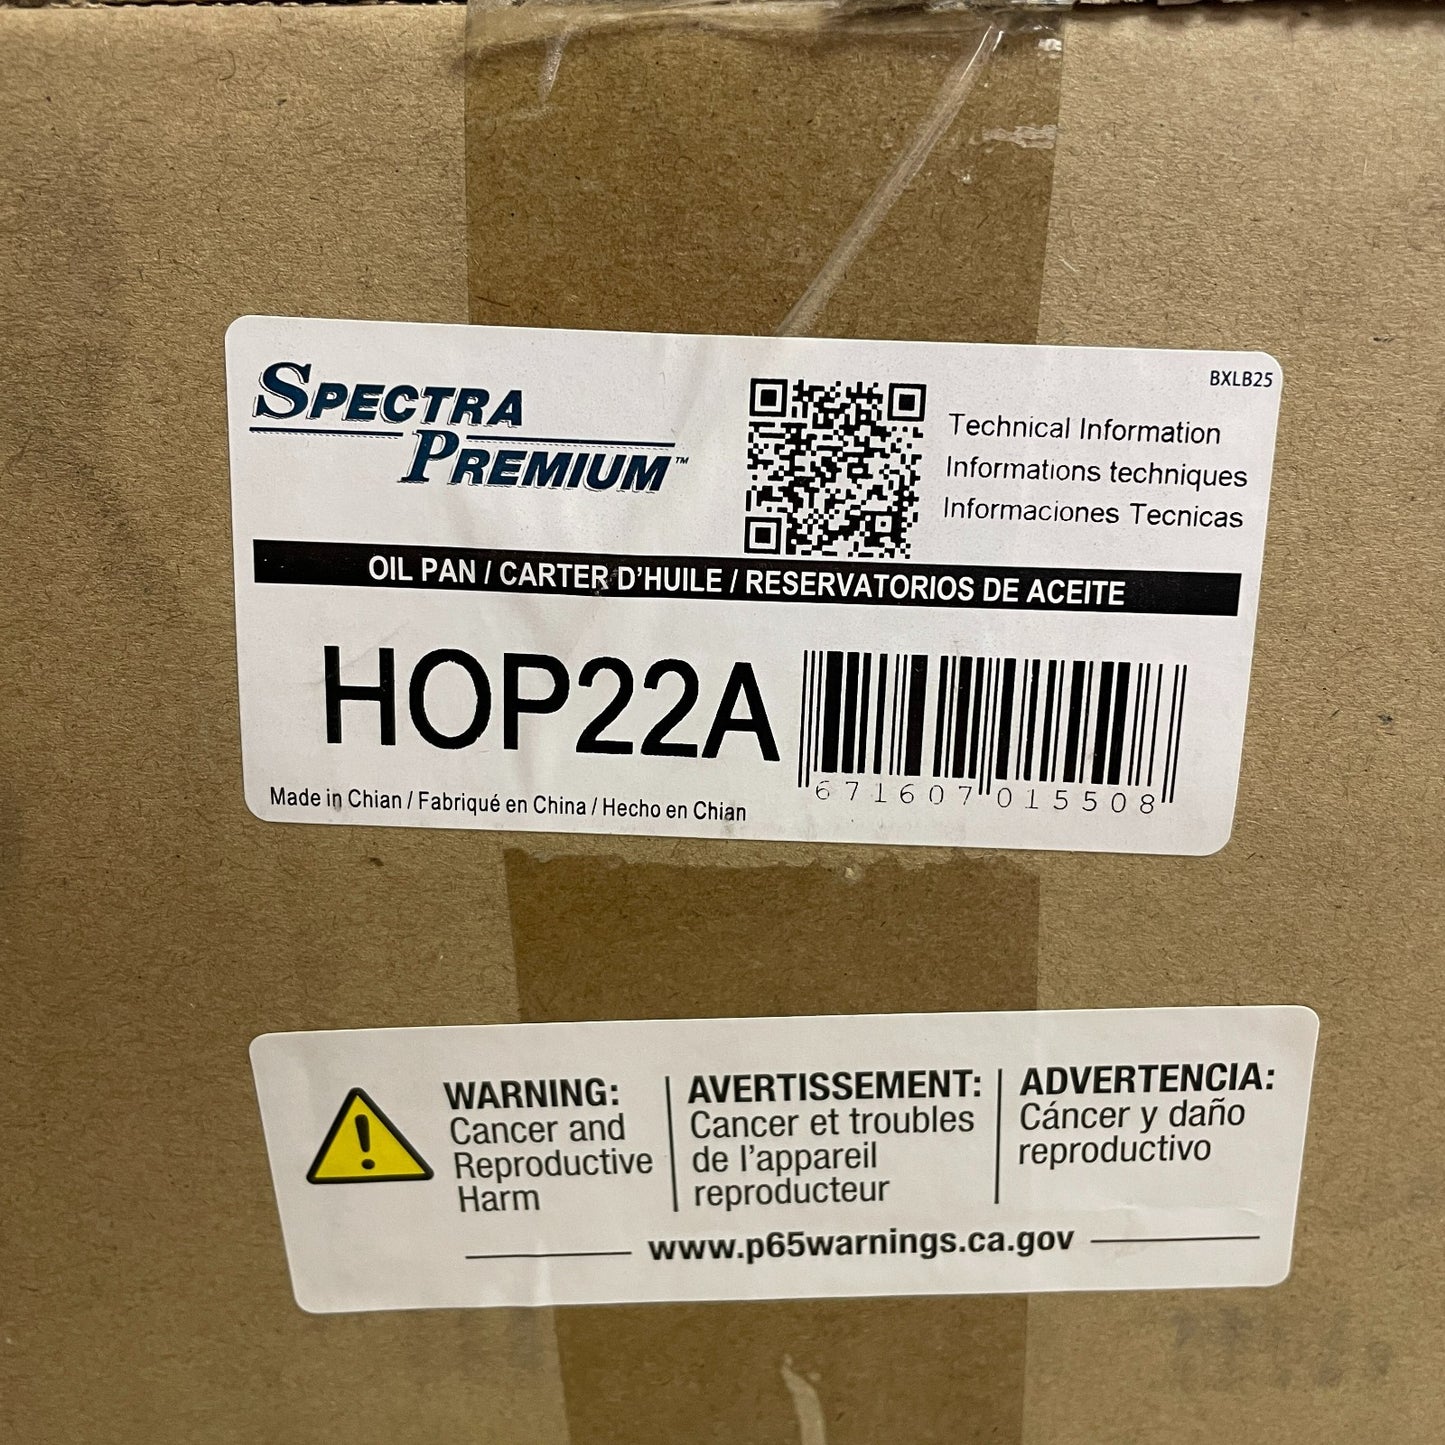 SPECTRA
PREMIUM™
BXLB25
Technical Information
Informations techniques
Informaciones Tecnicas
OIL PAN / CARTER D'HUILE / RESERVATORIOS DE ACEITE
HOP22A
671607015508
Made in Chian / Fabriqué en China / Hecho en Chian
WARNING:
Cancer and
Reproductive
Harm
AVERTISSEMENT:
Cancer et troubles
de l'appareil
reproducteur
ADVERTENCIA:
Cáncer y daño
reproductivo
www.p65warnings.ca.gov